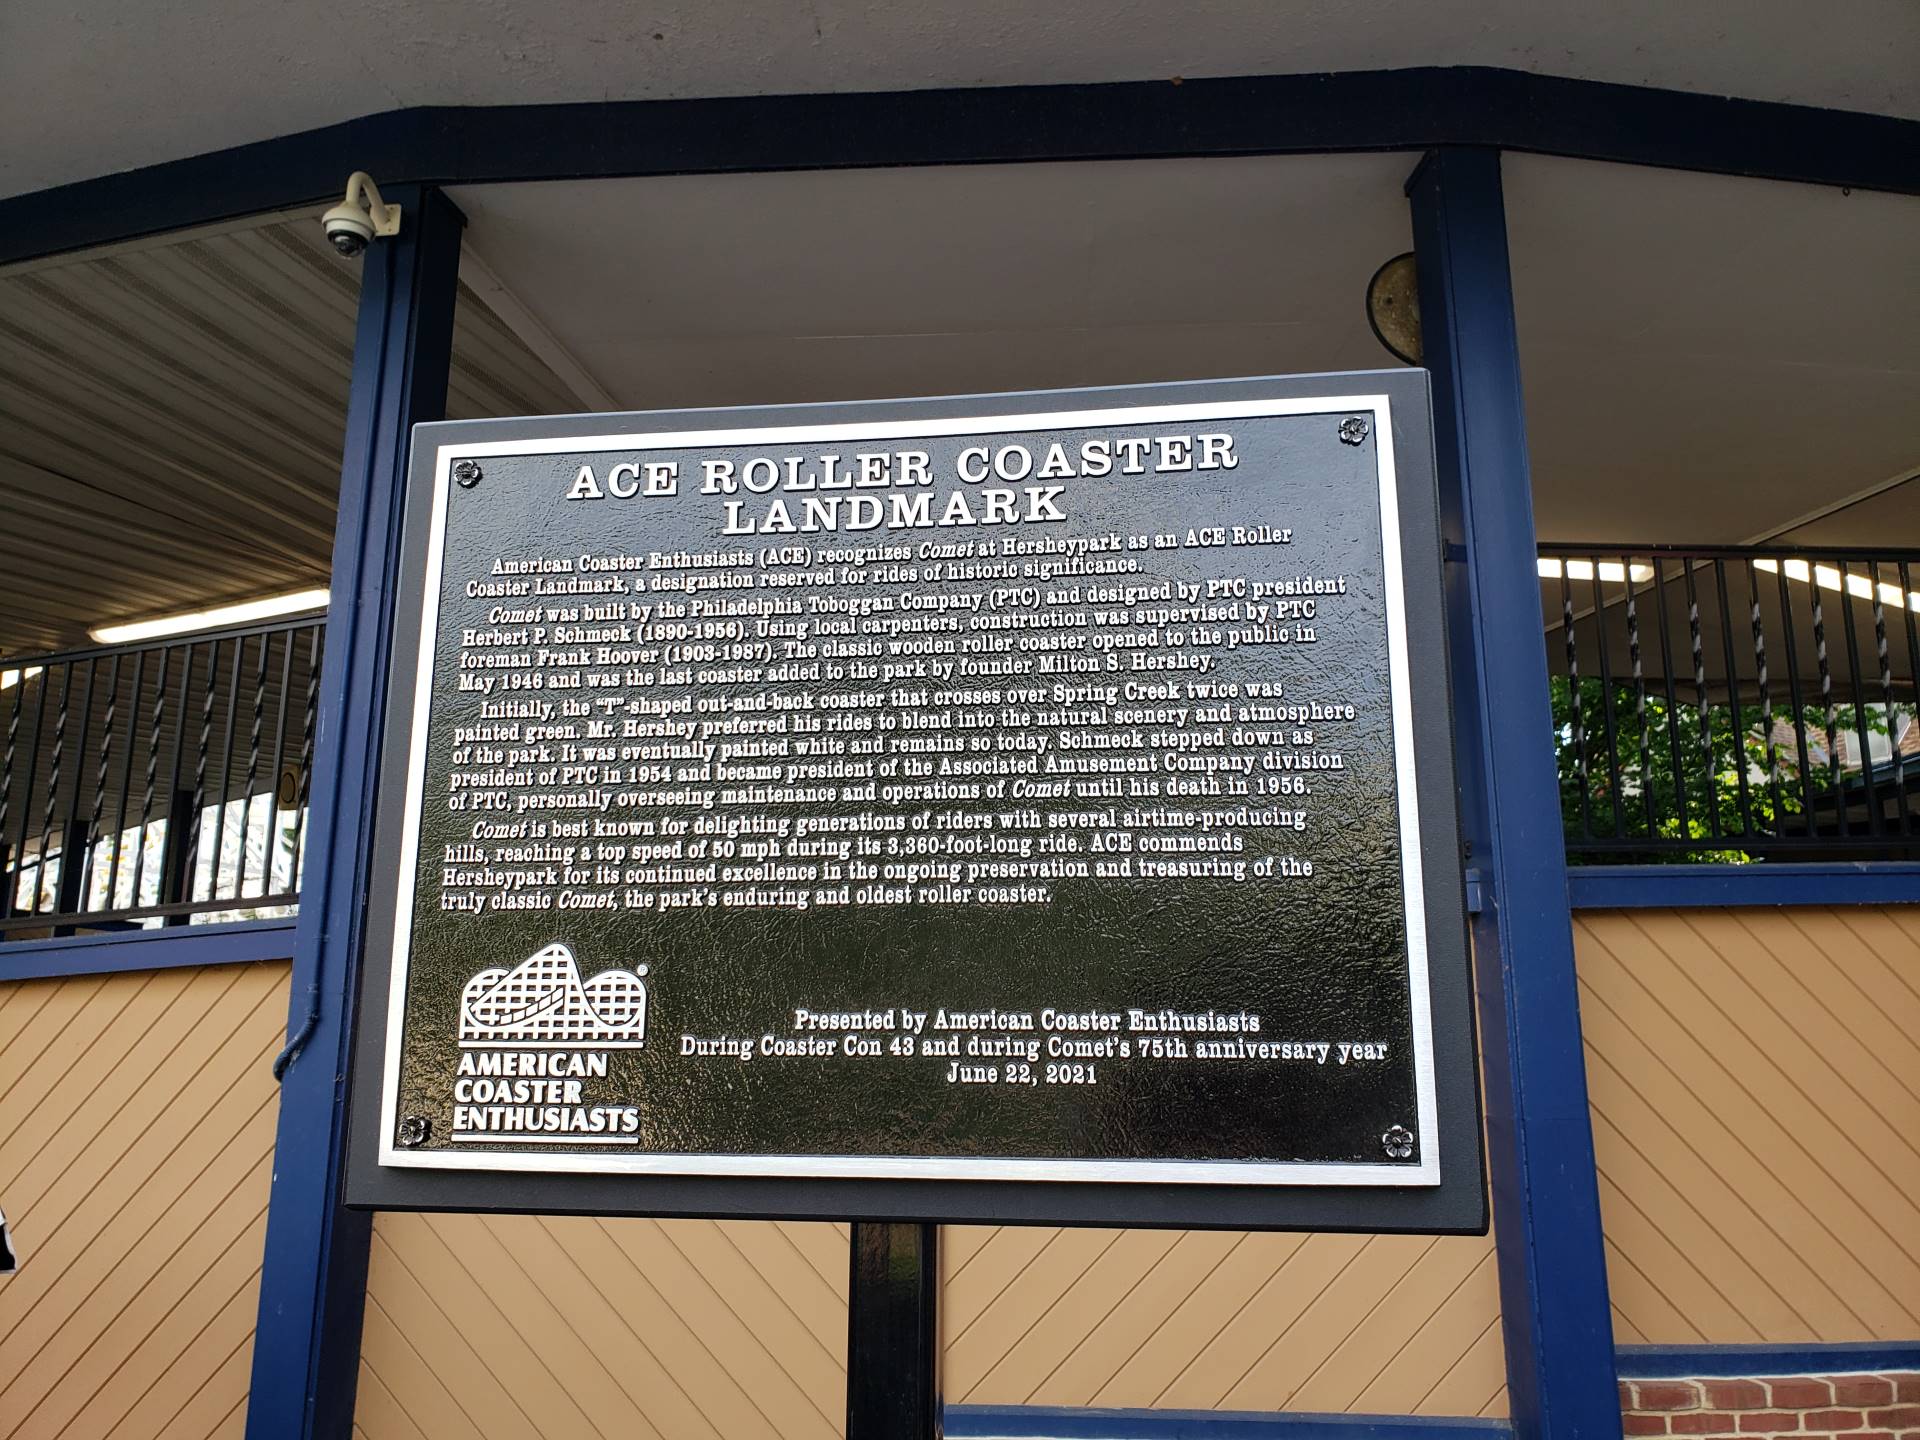 ACE ROLLER COASTER
LANDMARK
American Coaster Enthusiasts (ACE) recognizes Comet at Hersheypark as an ACE Roller
Coaster Landmark, a designation reserved for rides of historic significance.
Comet was built by the Philadelphia Toboggan Company (PTC) and designed by PTC president
Herbert P. Schmeck (1890-1956). Using local carpenters, construction was supervised by PTC
foreman Frank Hoover (1903-1987). The classic wooden roller coaster opened to the public in
May 1946 and was the last coaster added to the park by founder Milton S. Hershey.
Initially, the "T"-shaped out-and-back coaster that crosses over Spring Creek twice was
painted green. Mr. Hershey preferred his rides to blend into the natural scenery and atmosphere
of the park. It was eventually painted white and remains so today. Schmeck stepped down as
president of PTC in 1954 and became president of the Associated Amusement Company division
of PTC, personally overseeing maintenance and operations of Comet until his death in 1956.
Comet is best known for delighting generations of riders with several airtime-producing
hills, reaching a top speed of 50 mph during its 3,360-foot-long ride. ACE commends
Hersheypark for its continued excellence in the ongoing preservation and treasuring of the
truly classic Comet, the park's enduring and oldest roller coaster.
®
AMERICAN
COASTER
ENTHUSIASTS
Presented by American Coaster Enthusiasts
During Coaster Con 43 and during Comet's 75th anniversary year
June 22, 2021